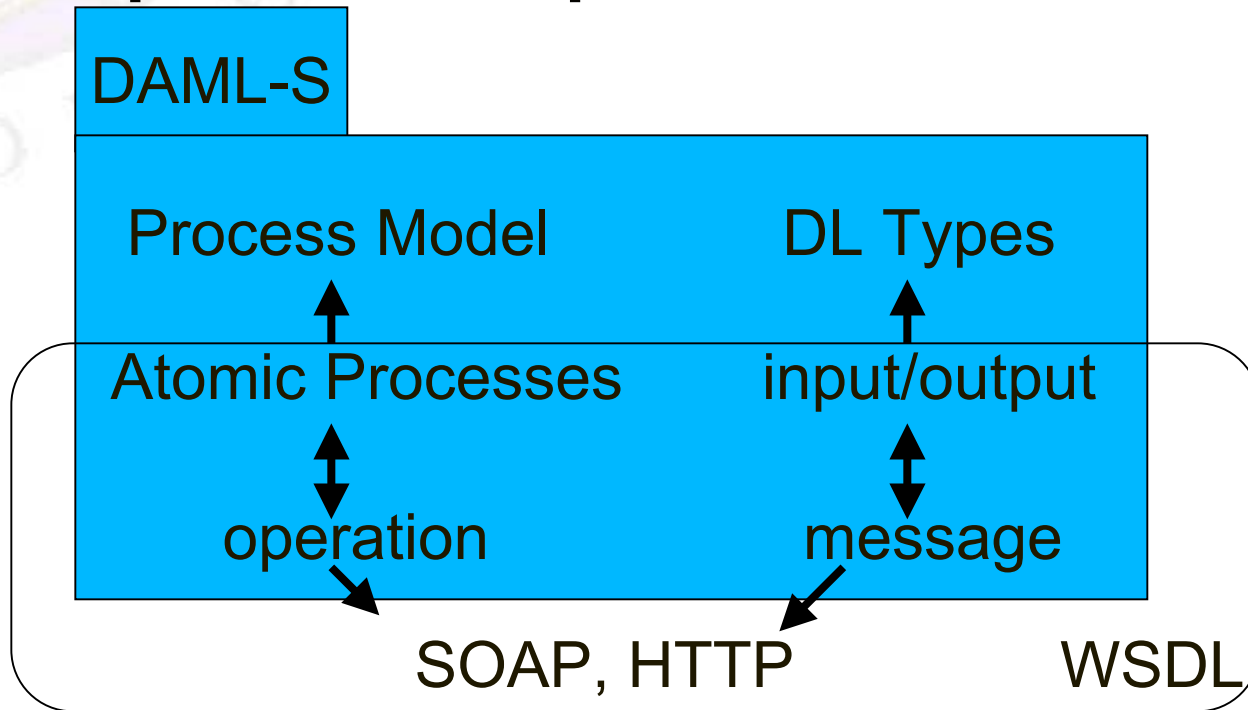 DAML-S
Process Model DL Types
Atomic Processes input/output
operation message
SOAP, HTTP WSDL